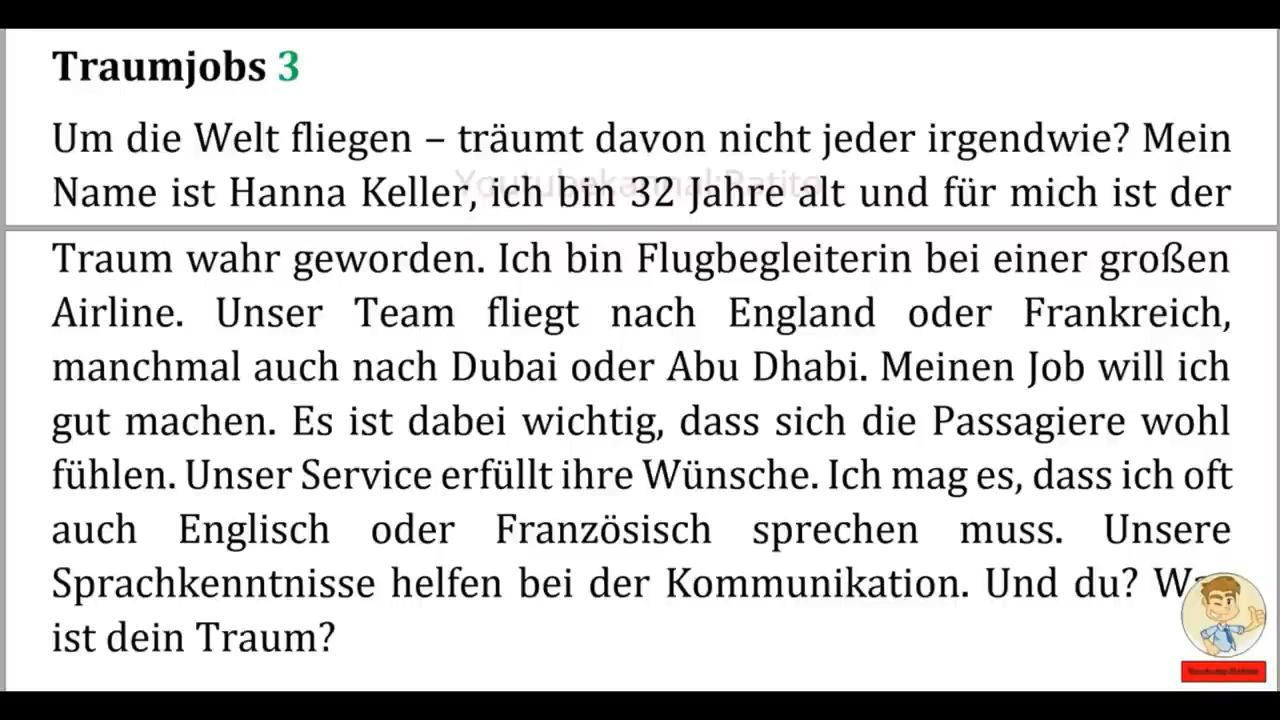 Traumjobs 3
Um die Welt fliegen – träumt davon nicht jeder irgendwie? Mein
Name ist Hanna Keller, ich bin 32 Jahre alt und für mich ist der
Traum wahr geworden. Ich bin Flugbegleiterin bei einer großen
Airline. Unser Team fliegt nach England oder Frankreich,
manchmal auch nach Dubai oder Abu Dhabi. Meinen Job will ich
gut machen. Es ist dabei wichtig, dass sich die Passagiere wohl
fühlen. Unser Service erfüllt ihre Wünsche. Ich mag es, dass ich oft
auch Englisch oder Französisch sprechen muss. Unsere
Sprachkenntnisse helfen bei der Kommunikation. Und du?
ist dein Traum?